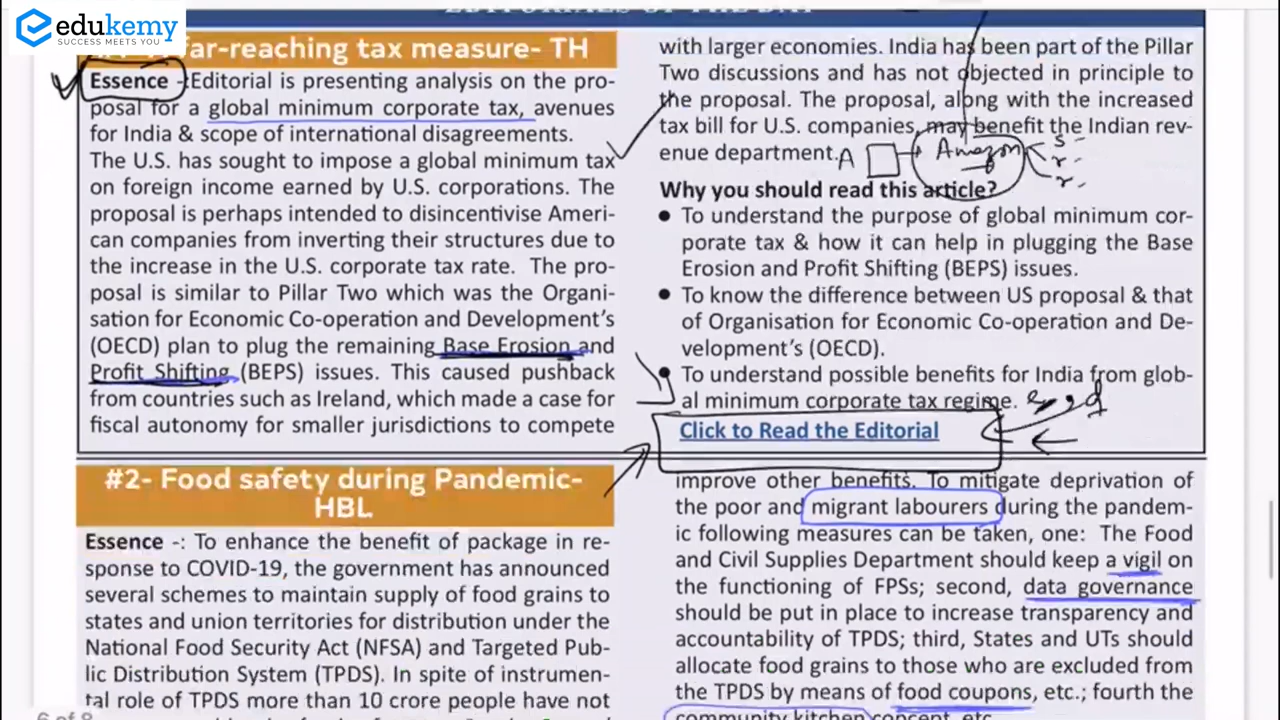 edukemy
SUCCESS MEETS YOU
far-reaching tax measure- TH
Essence - Editorial is presenting analysis on the pro-
posal for a global minimum corporate tax, avenues
for India & scope of international disagreements.
The U.S. has sought to impose a global minimum tax
on foreign income earned by U.S. corporations. The
proposal is perhaps intended to disincentivise Ameri-
can companies from inverting their structures due to
the increase in the U.S. corporate tax rate. The pro-
posal is similar to Pillar Two which was the Organi-
sation for Economic Co-operation and Development's
(OECD) plan to plug the remaining Base Erosion and
Profit Shifting (BEPS) issues. This caused pushback
from countries such as Ireland, which made a case for
fiscal autonomy for smaller jurisdictions to compete
with larger economies. India has been part of the Pillar
Two discussions and has not objected in principle to
the proposal. The proposal, along with the increased
tax bill for U.S. companies, may benefit the Indian rev-
enue department. A Amazon
Why you should read this article?
• To understand the purpose of global minimum cor-
porate tax & how it can help in plugging the Base
Erosion and Profit Shifting (BEPS) issues.
• To know the difference between US proposal & that
of Organisation for Economic Co-operation and De-
velopment's (OECD).
• To understand possible benefits for India from glob-
al minimum corporate tax regime.
Click to Read the Editorial
#2- Food safety during Pandemic-
HBL
Essence -: To enhance the benefit of package in re-
sponse to COVID-19, the government has announced
several schemes to maintain supply of food grains to
states and union territories for distribution under the
National Food Security Act (NFSA) and Targeted Pub-
lic Distribution System (TPDS). In spite of instrumen-
tal role of TPDS more than 10 crore people have not
improve other benefits. To mitigate deprivation of
the poor and migrant labourers during the pandem-
ic following measures can be taken, one: The Food
and Civil Supplies Department should keep a vigil on
the functioning of FPSs; second, data governance
should be put in place to increase transparency and
accountability of TPDS; third, States and UTs should
allocate food grains to those who are excluded from
the TPDS by means of food coupons, etc.; fourth the
community kitchen concept, etc.
6 of 8